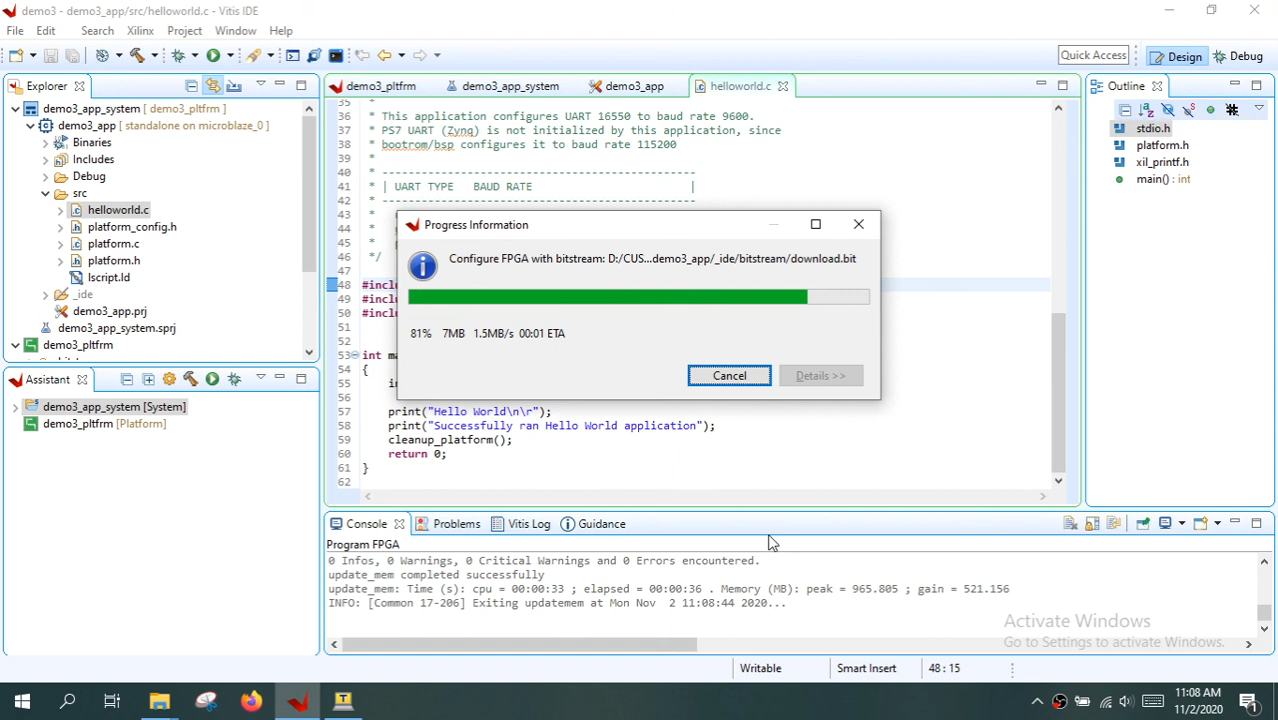 demo3 - demo3_app/src/helloworld.c - Vitis IDE
File Edit Search Xilinx Project Window Help
Quick Access Design Debug
Explorer
demo3_app_system [ demo3_pltfrm ]
demo3_app [ standalone on microblaze_0 ]
Binaries
Includes
Debug
src
helloworld.c
platform_config.h
platform.c
platform.h
lscript.ld
_ide
demo3_app.prj
demo3_app_system.sprj
demo3_pltfrm
Assistant
demo3_app_system [System]
demo3_pltfrm [Platform]
demo3_pltfrm demo3_app_system demo3_app helloworld.c
35 *
36 * This application configures UART 16550 to baud rate 9600.
37 * PS7 UART (Zynq) is not initialized by this application, since
38 * bootrom/bsp configures it to baud rate 115200
39 *
40 * ------------------------------------------------
41 * | UART TYPE   BAUD RATE                        |
42 * ------------------------------------------------
43 *
44 *
45 *
46 */
47
48 #inclu
49 #inclu
50 #inclu
51
52
53 int ma
54 {
55 in
56
57 print("Hello World\n\r");
58 print("Successfully ran Hello World application");
59 cleanup_platform();
60 return 0;
61 }
62
Progress Information
Configure FPGA with bitstream: D:/CUS...demo3_app/_ide/bitstream/download.bit
81% 7MB 1.5MB/s 00:01 ETA
Cancel Details >>
Outline
stdio.h
platform.h
xil_printf.h
main() : int
Console Problems Vitis Log Guidance
Program FPGA
0 Infos, 0 Warnings, 0 Critical Warnings and 0 Errors encountered.
update_mem completed successfully
update_mem: Time (s): cpu = 00:00:33 ; elapsed = 00:00:36 . Memory (MB): peak = 965.805 ; gain = 521.156
INFO: [Common 17-206] Exiting updatemem at Mon Nov  2 11:08:44 2020...
Activate Windows
Go to Settings to activate Windows.
Writable Smart Insert 48 : 15
11:08 AM
11/2/2020
1